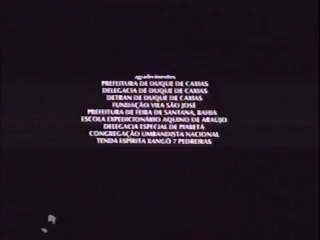 agradecimentos
PREFEITURA DE DUQUE DE CAXIAS
DELEGACIA DE DUQUE DE CAXIAS
DETRAN DE DUQUE DE CAXIAS
FUNDAÇÃO VILA SÃO JOSÉ
PREFEITURA DE FEIRA DE SANTANA, BAHIA
ESCOLA EXPEDICIONÁRIO AQUINO DE ARAUJO
DELEGACIA ESPECIAL DE PIABETÁ
CONGREGAÇÃO UMBANDISTA NACIONAL
TENDA ESPÍRITA XANGÔ 7 PEDREIRAS